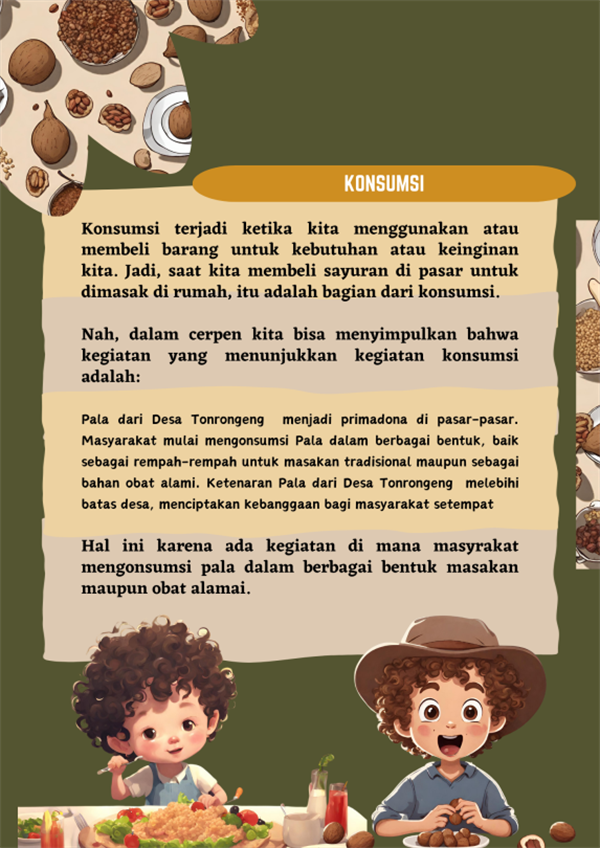 KONSUMSI
Konsumsi terjadi ketika kita menggunakan atau
membeli barang untuk kebutuhan atau keinginan
kita. Jadi, saat kita membeli sayuran di pasar untuk
dimasak di rumah, itu adalah bagian dari konsumsi.
Nah, dalam cerpen kita bisa menyimpulkan bahwa
kegiatan yang menunjukkan kegiatan konsumsi
adalah:
Pala dari Desa Tonrongeng menjadi primadona di pasar-pasar.
Masyarakat mulai mengonsumsi Pala dalam berbagai bentuk, baik
sebagai rempah-rempah untuk masakan tradisional maupun sebagai
bahan obat alami. Ketenaran Pala dari Desa Tonrongeng melebihi
batas desa, menciptakan kebanggaan bagi masyarakat setempat
Hal ini karena ada kegiatan di mana masyrakat
mengonsumsi pala dalam berbagai bentuk masakan
maupun obat alamai.